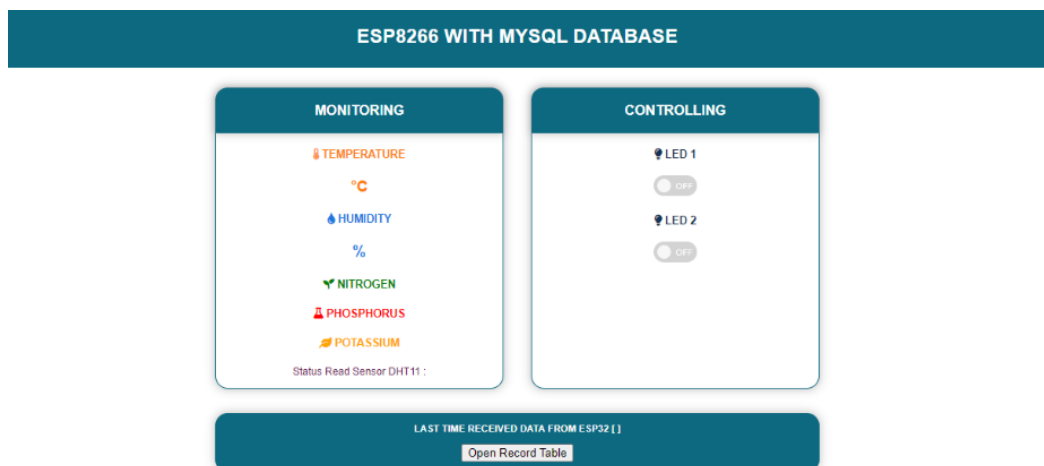 ESP8266 WITH MYSQL DATABASE
MONITORING
TEMPERATURE
°C
HUMIDITY
%
NITROGEN
PHOSPHORUS
POTASSIUM
Status Read Sensor DHT11 :
CONTROLLING
LED 1
OFF
LED 2
OFF
LAST TIME RECEIVED DATA FROM ESP32 [ ]
Open Record Table